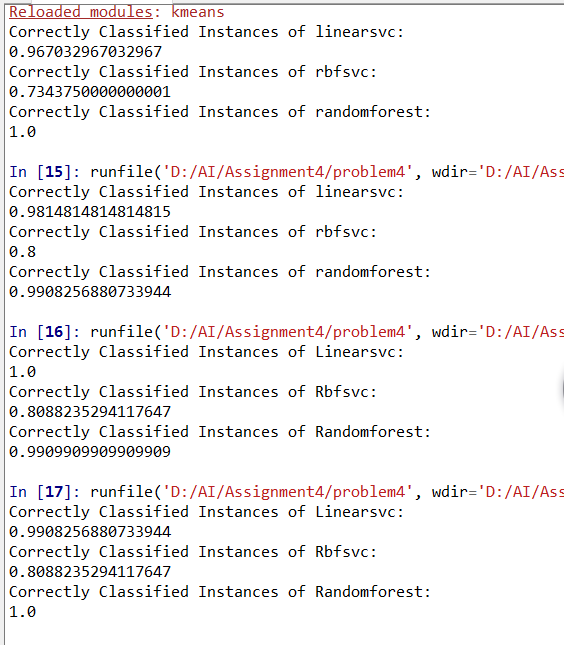 Reloaded modules: kmeans
Correctly Classified Instances of linearsvc:
0.967032967032967
Correctly Classified Instances of rbfsvc:
0.7343750000000001
Correctly Classified Instances of randomforest:
1.0
In [15]: runfile('D:/AI/Assignment4/problem4', wdir='D:/AI/Ass
Correctly Classified Instances of linearsvc:
0.9814814814814815
Correctly Classified Instances of rbfsvc:
0.8
Correctly Classified Instances of randomforest:
0.9908256880733944
In [16]: runfile('D:/AI/Assignment4/problem4', wdir='D:/AI/Ass
Correctly Classified Instances of Linearsvc:
1.0
Correctly Classified Instances of Rbfsvc:
0.8088235294117647
Correctly Classified Instances of Randomforest:
0.9909909909909909
In [17]: runfile('D:/AI/Assignment4/problem4', wdir='D:/AI/Ass
Correctly Classified Instances of Linearsvc:
0.9908256880733944
Correctly Classified Instances of Rbfsvc:
0.8088235294117647
Correctly Classified Instances of Randomforest:
1.0